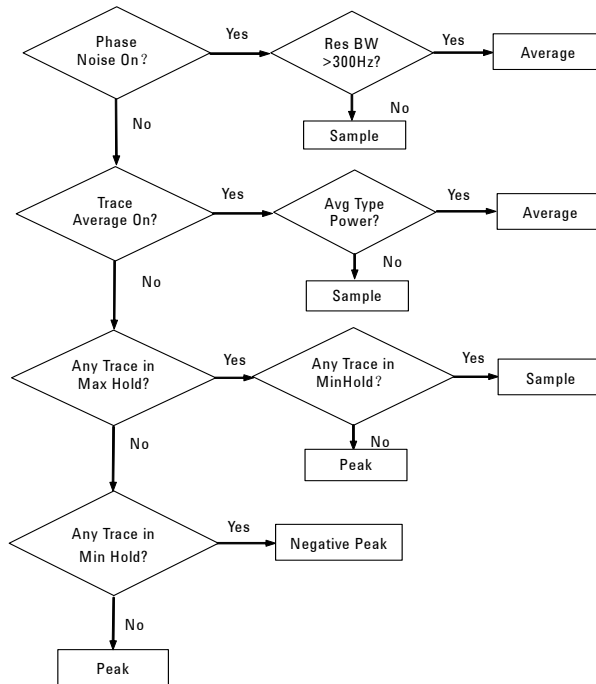 Phase
Noise On?
Yes
Res BW
>300Hz?
Yes
Average
No
Sample
No
Trace
Average On?
Yes
Avg Type
Power?
Yes
Average
No
Sample
No
Any Trace in
Max Hold?
Yes
Any Trace in
MinHold?
Yes
Sample
No
Peak
No
Any Trace in
Min Hold?
Yes
Negative Peak
No
Peak